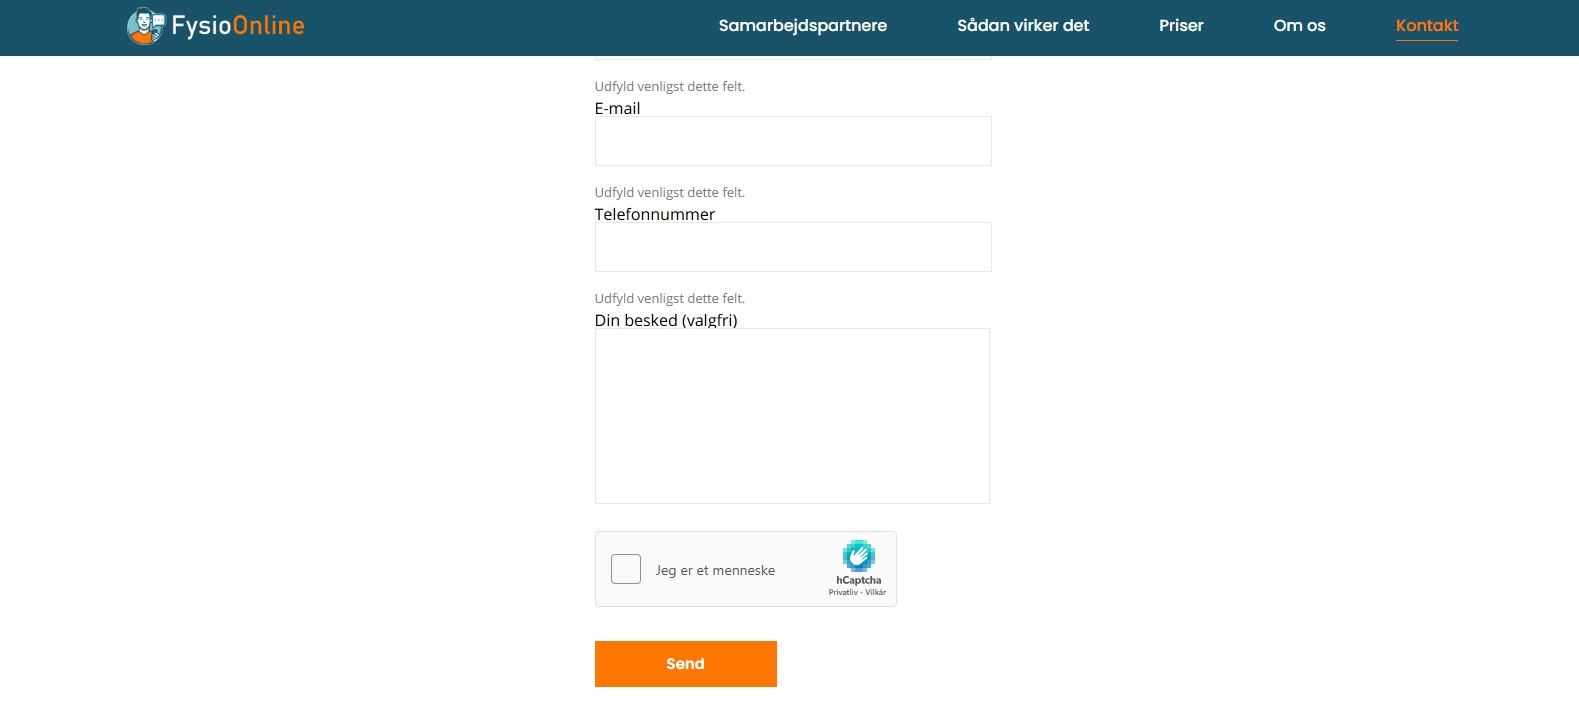 FysioOnline
Samarbejdspartnere
Sådan virker det
Priser
Om os
Kontakt
Udfyld venligst dette felt.
E-mail
Udfyld venligst dette felt.
Telefonnummer
Udfyld venligst dette felt.
Din besked (valgfri)
Jeg er et menneske
hCaptcha
Privatliv - Vilkår
Send